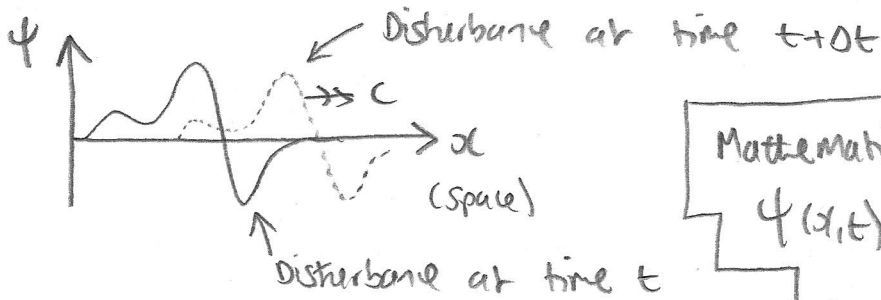 Ψ
Disturbance at time t+Δt
c
x
(space)
Disturbance at time t
Mathemat
Ψ(x,t)